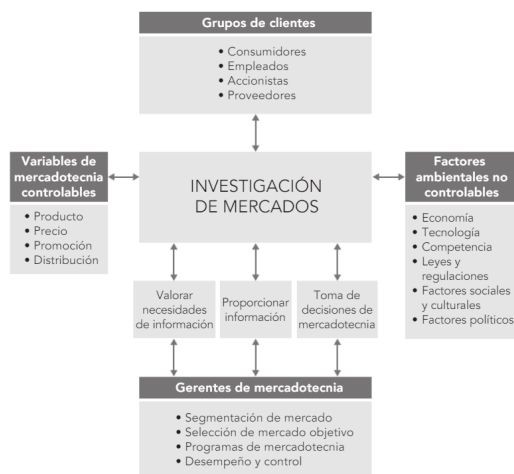 Grupos de clientes
• Consumidores
• Empleados
• Accionistas
• Proveedores
Variables de
mercadotecnia
controlables
• Producto
• Precio
• Promoción
• Distribución
INVESTIGACIÓN
DE MERCADOS
Factores
ambientales no
controlables
• Economía
• Tecnología
• Competencia
• Leyes y
regulaciones
• Factores sociales
y culturales
• Factores políticos
Valorar
necesidades
de información
Proporcionar
información
Toma de
decisiones de
mercadotecnia
Gerentes de mercadotecnia
• Segmentación de mercado
• Selección de mercado objetivo
• Programas de mercadotecnia
• Desempeño y control